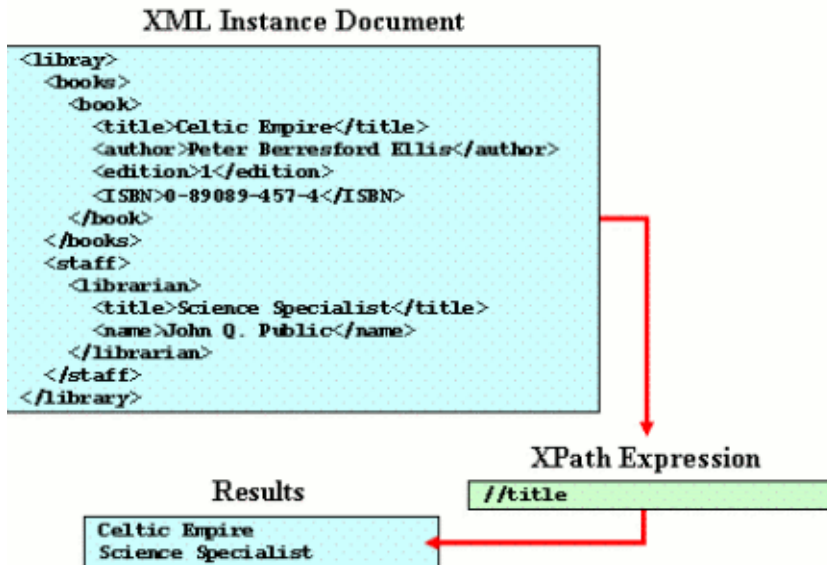 XML Instance Document
<libray>
<books>
<book>
<title>Celtic Empire</title>
<author>Peter Berresford Ellis</author>
<edition>1</edition>
<ISBN>0-89089-457-4</ISBN>
</book>
</books>
<staff>
<librarian>
<title>Science Specialist</title>
<name>John Q. Public</name>
</librarian>
</staff>
</library>
XPath Expression
//title
Results
Celtic Empire
Science Specialist